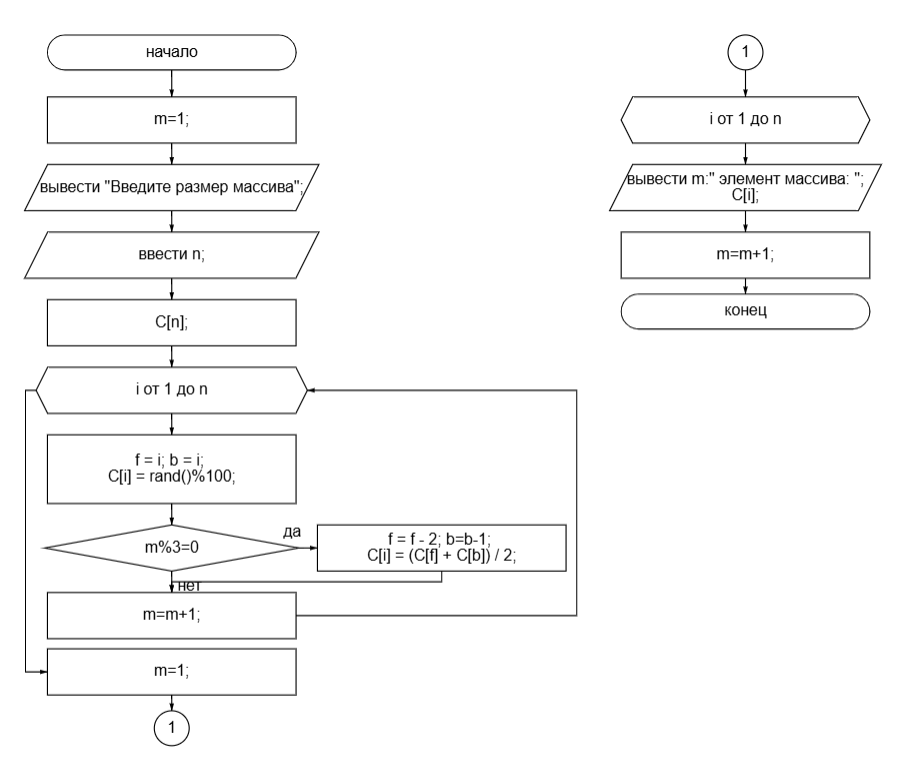 начало
m=1;
вывести "Введите размер массива";
ввести n;
C[n];
i от 1 до n
f = i; b = i;
C[i] = rand()%100;
m%3=0
да
f = f - 2; b=b-1;
C[i] = (C[f] + C[b]) / 2;
нет
m=m+1;
m=1;
1
1
i от 1 до n
вывести m:" элемент массива: ";
C[i];
m=m+1;
конец